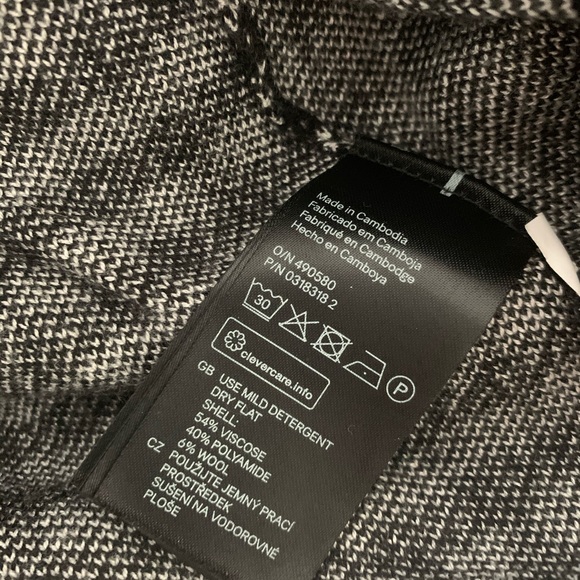 Made in Cambodia
Fabricado em Camboja
Fabriqué en Cambodge
Hecho en Camboya
O/N 490580
P/N 0318318 2
30
P
clevercare.info
GB USE MILD DETERGENT
DRY FLAT
SHELL:
54% VISCOSE
40% POLYAMIDE
6% WOOL
CZ POUŽIJTE JEMNÝ PRACÍ
PROSTŘEDEK
SUŠENÍ NA VODOROVNÉ
PLOŠE